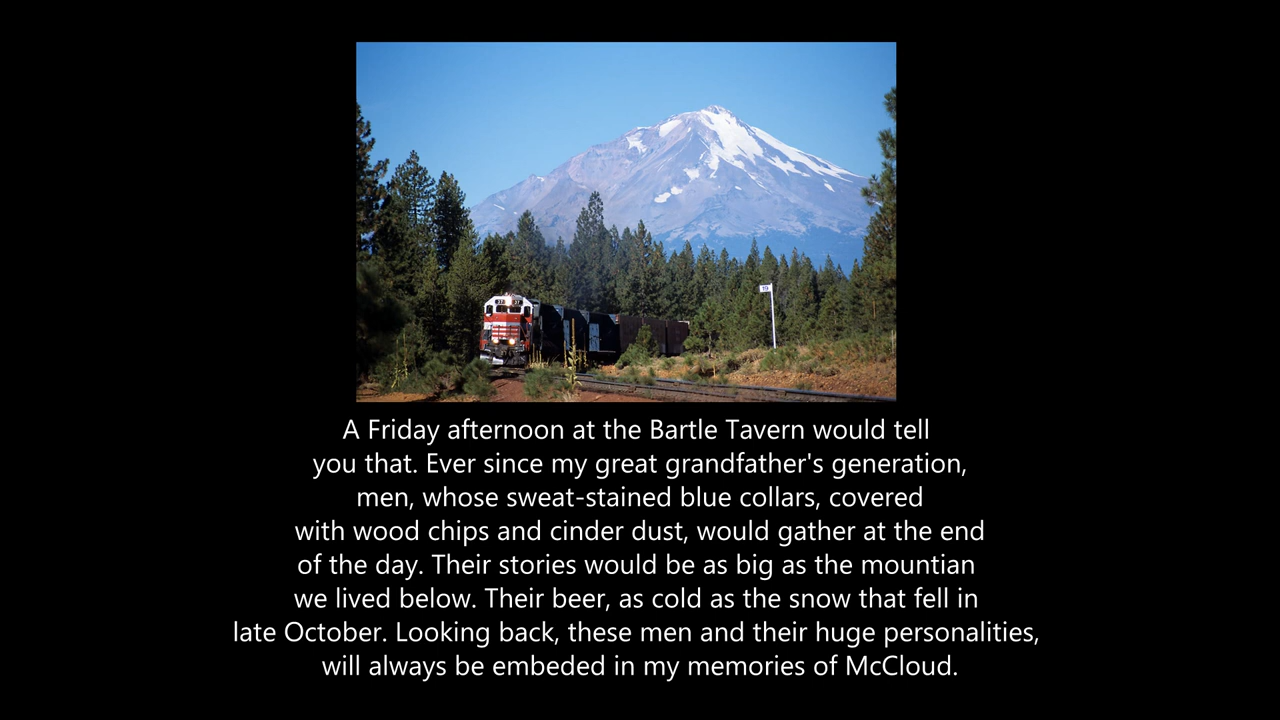 19
37 37
A Friday afternoon at the Bartle Tavern would tell
you that. Ever since my great grandfather's generation,
men, whose sweat-stained blue collars, covered
with wood chips and cinder dust, would gather at the end
of the day. Their stories would be as big as the mountian
we lived below. Their beer, as cold as the snow that fell in
late October. Looking back, these men and their huge personalities,
will always be embeded in my memories of McCloud.